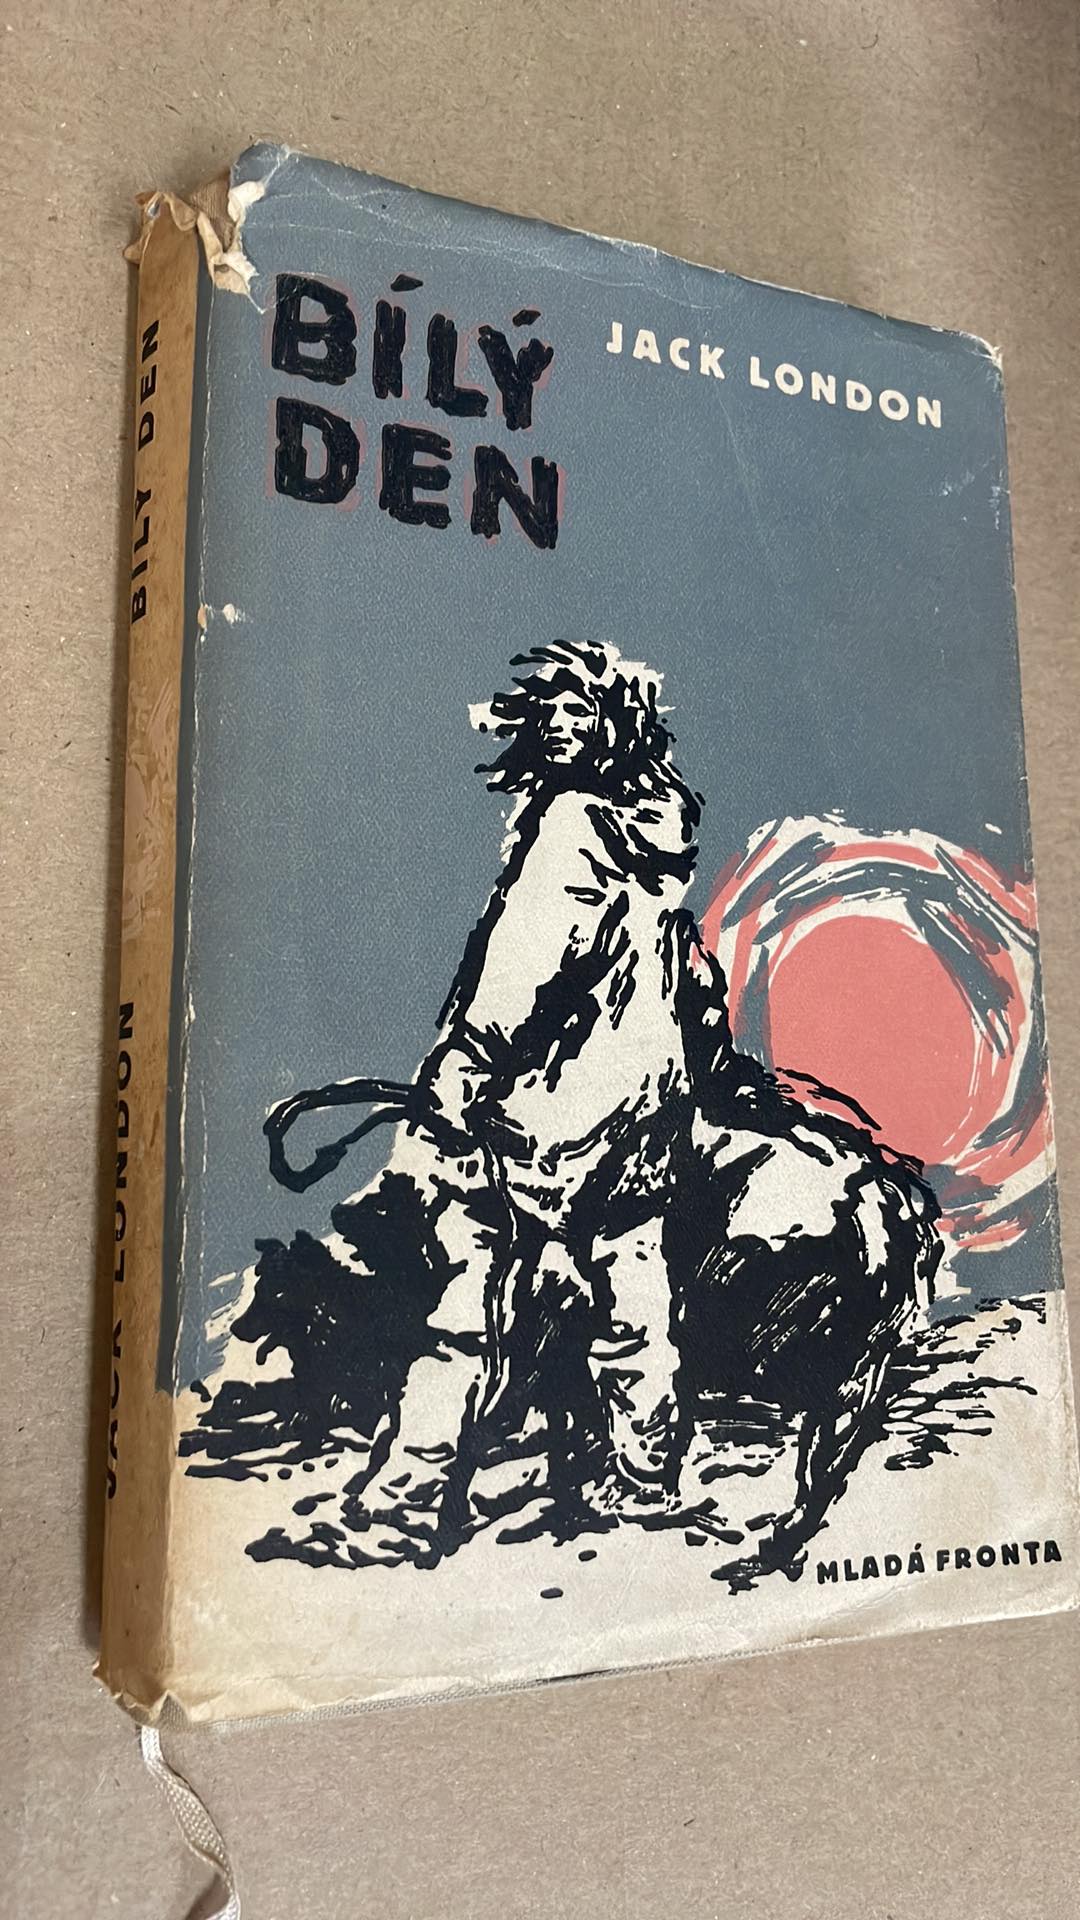 BÍLÝ
DEN
JACK LONDON
MLADÁ FRONTA
JACK LONDON
BÍLÝ DEN